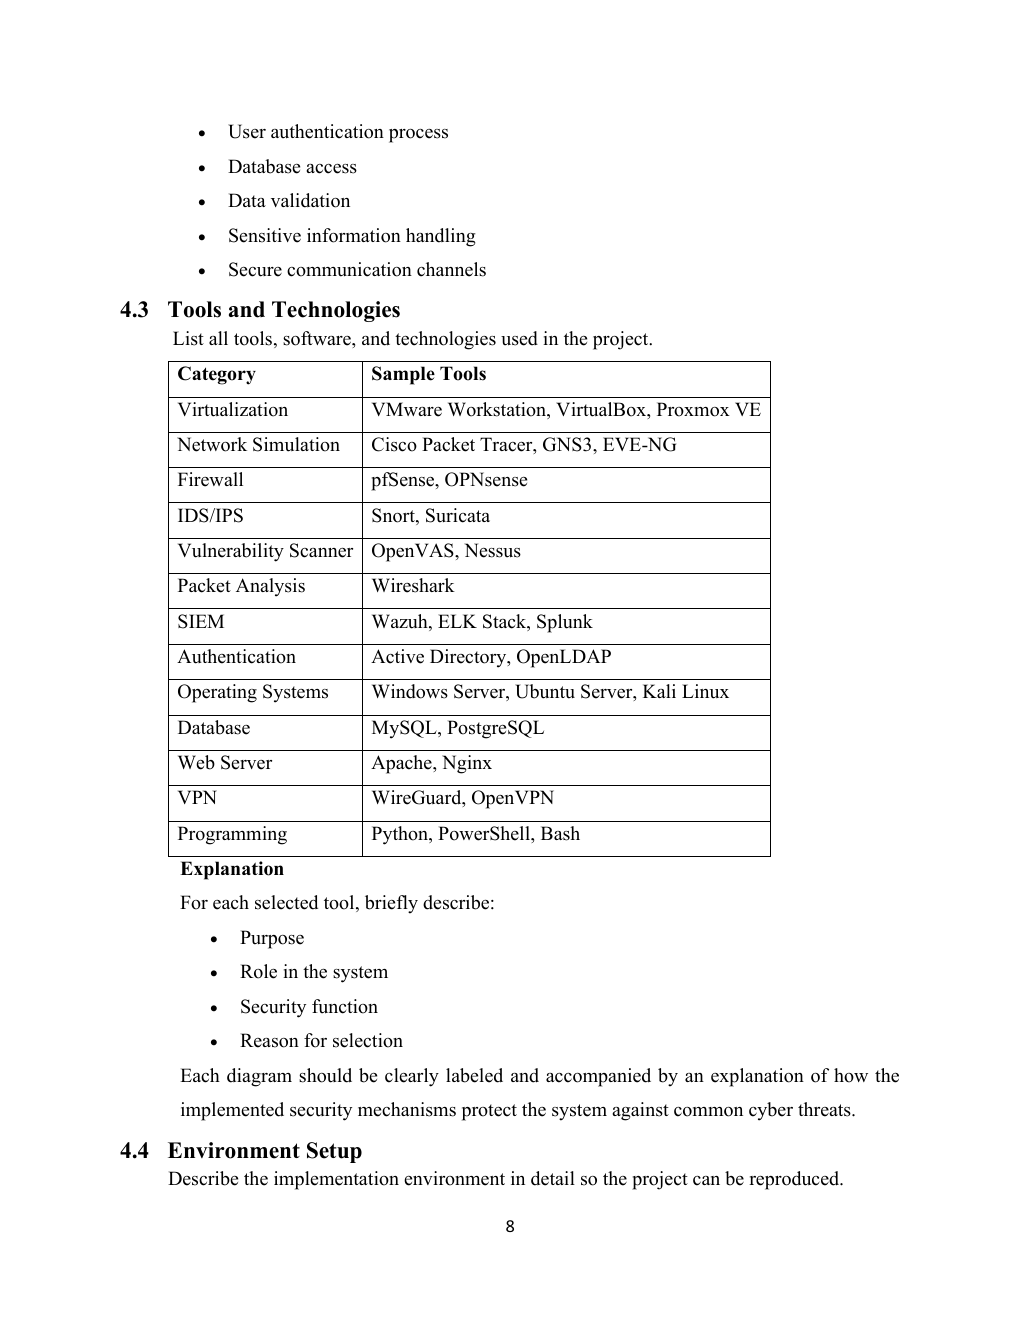 • User authentication process
• Database access
• Data validation
• Sensitive information handling
• Secure communication channels
4.3 Tools and Technologies
List all tools, software, and technologies used in the project.
Category Sample Tools
Virtualization VMware Workstation, VirtualBox, Proxmox VE
Network Simulation Cisco Packet Tracer, GNS3, EVE-NG
Firewall pfSense, OPNsense
IDS/IPS Snort, Suricata
Vulnerability Scanner OpenVAS, Nessus
Packet Analysis Wireshark
SIEM Wazuh, ELK Stack, Splunk
Authentication Active Directory, OpenLDAP
Operating Systems Windows Server, Ubuntu Server, Kali Linux
Database MySQL, PostgreSQL
Web Server Apache, Nginx
VPN WireGuard, OpenVPN
Programming Python, PowerShell, Bash
Explanation
For each selected tool, briefly describe:
• Purpose
• Role in the system
• Security function
• Reason for selection
Each diagram should be clearly labeled and accompanied by an explanation of how the
implemented security mechanisms protect the system against common cyber threats.
4.4 Environment Setup
Describe the implementation environment in detail so the project can be reproduced.
8